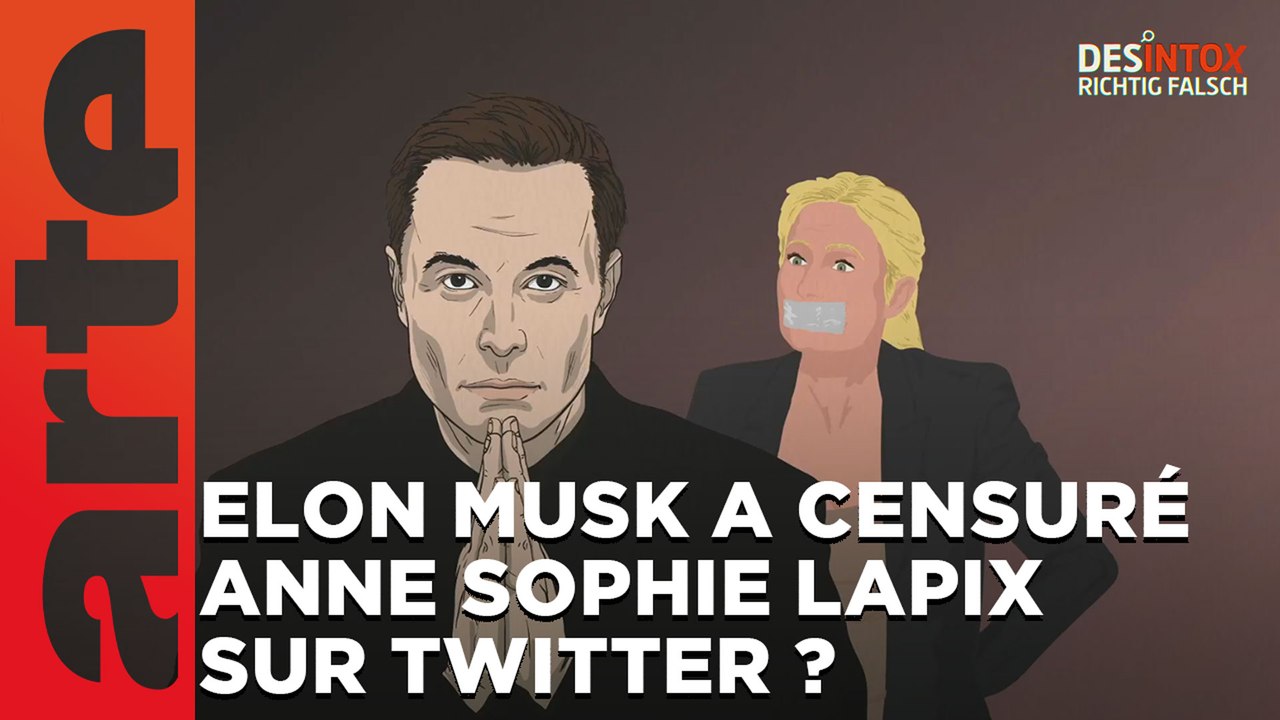 arte
DESINTOX
RICHTIG FALSCH
ELON MUSK A CENSURÉ
ANNE SOPHIE LAPIX
SUR TWITTER ?